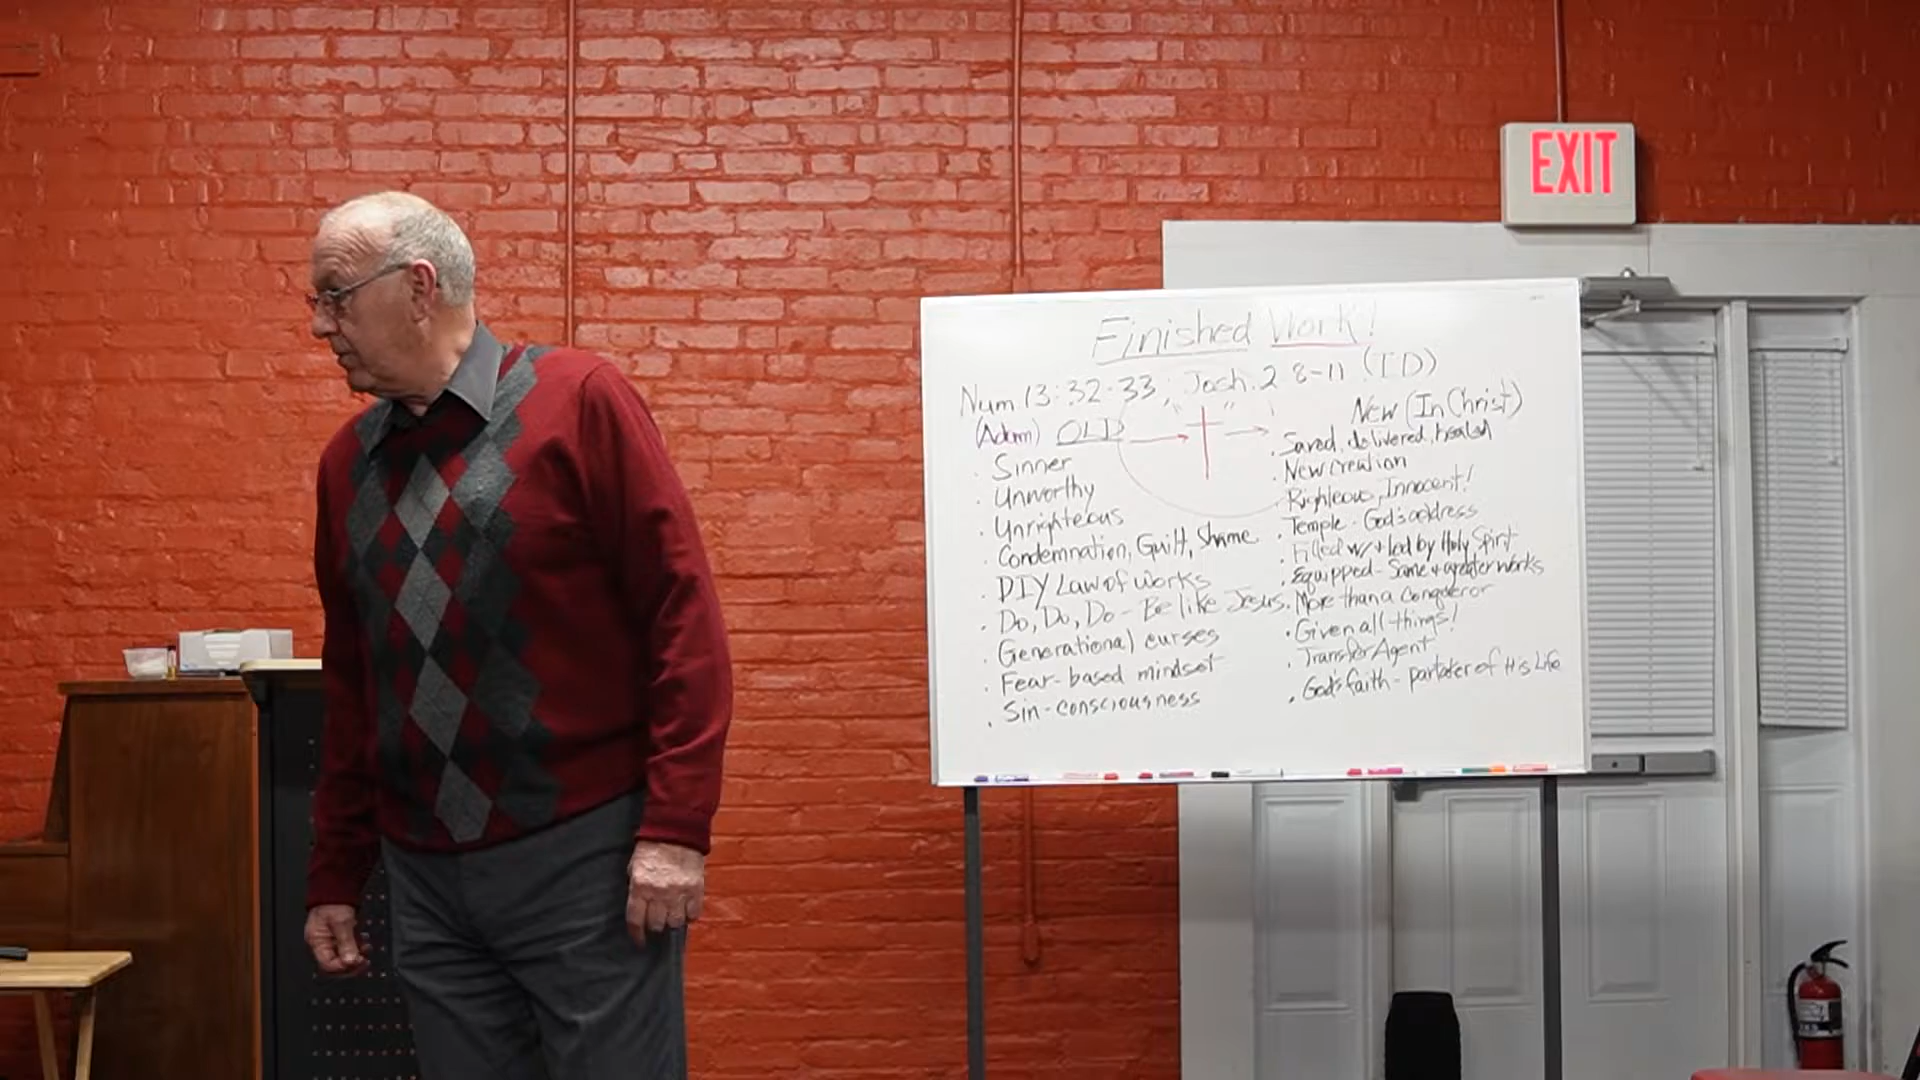 EXIT
Finished Work!
Num 13:32-33; Josh. 2 8-11 (ID)
(Adam) OLD
· Sinner
· Unworthy
· Unrighteous
· Condemnation, Guilt, Shame
· DIY Law of Works
· Do, Do, Do - Be like Jesus
· Generational curses
· Fear-based mindset
· Sin-consciousness
New (In Christ)
· Saved, delivered, healed
· New Creation
· Righteous, Innocent!
· Temple - God's address
· Filled w/ + led by Holy Spirit
· Equipped - Same + greater works
· More than a Conqueror
· Given all things!
· Transfer Agent
· God's faith - partaker of His Life